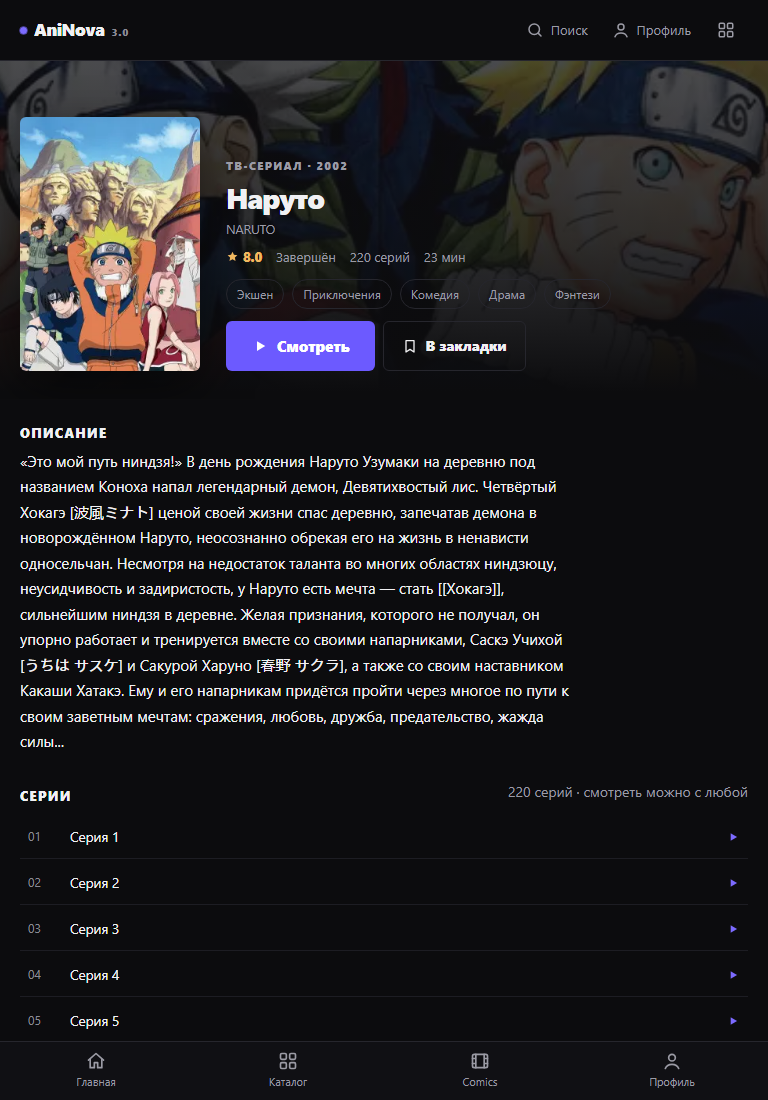 AniNova 3.0
Поиск
Профиль
ТВ-СЕРИАЛ · 2002
Наруто
NARUTO
★ 8.0 Завершён 220 серий 23 мин
Экшен Приключения Комедия Драма Фэнтези
Смотреть
В закладки
ОПИСАНИЕ
«Это мой путь ниндзя!» В день рождения Наруто Узумаки на деревню под
названием Коноха напал легендарный демон, Девятихвостый лис. Четвёртый
Хокагэ [波風ミナト] ценой своей жизни спас деревню, запечатав демона в
новорождённом Наруто, неосознанно обрекая его на жизнь в ненависти
односельчан. Несмотря на недостаток таланта во многих областях ниндзюцу,
неусидчивость и задиристость, у Наруто есть мечта — стать [[Хокагэ]],
сильнейшим ниндзя в деревне. Желая признания, которого не получал, он
упорно работает и тренируется вместе со своими напарниками, Саскэ Учихой
[うちは サスケ] и Сакурой Харуно [春野 サクラ], а также со своим наставником
Какаши Хатакэ. Ему и его напарникам придётся пройти через многое по пути к
своим заветным мечтам: сражения, любовь, дружба, предательство, жажда
силы...
СЕРИИ
220 серий · смотреть можно с любой
01 Серия 1
02 Серия 2
03 Серия 3
04 Серия 4
05 Серия 5
Главная
Каталог
Comics
Профиль